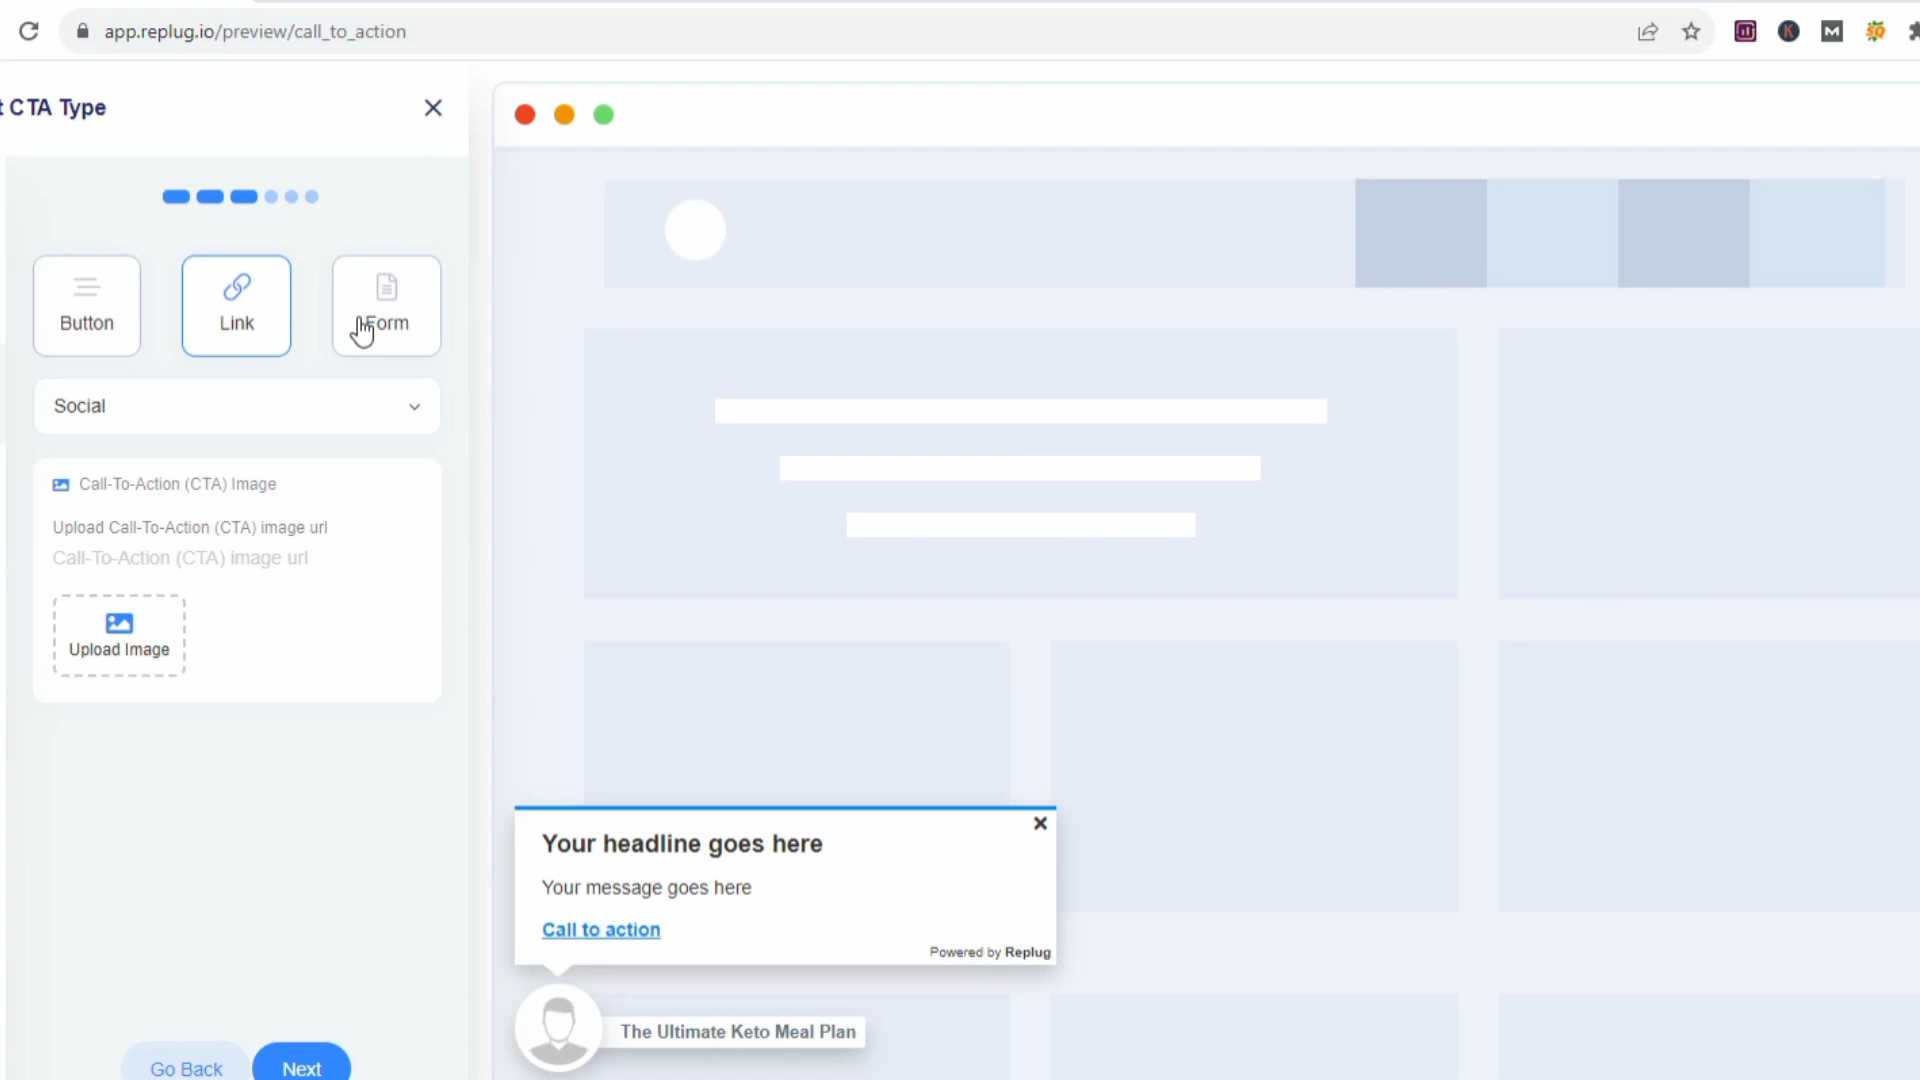 app.replug.io/preview/call_to_action
t CTA Type
Button
Link
Form
Social
Call-To-Action (CTA) Image
Upload Call-To-Action (CTA) image url
Call-To-Action (CTA) image url
Upload Image
Go Back
Next
Your headline goes here
Your message goes here
Call to action
Powered by Replug
The Ultimate Keto Meal Plan